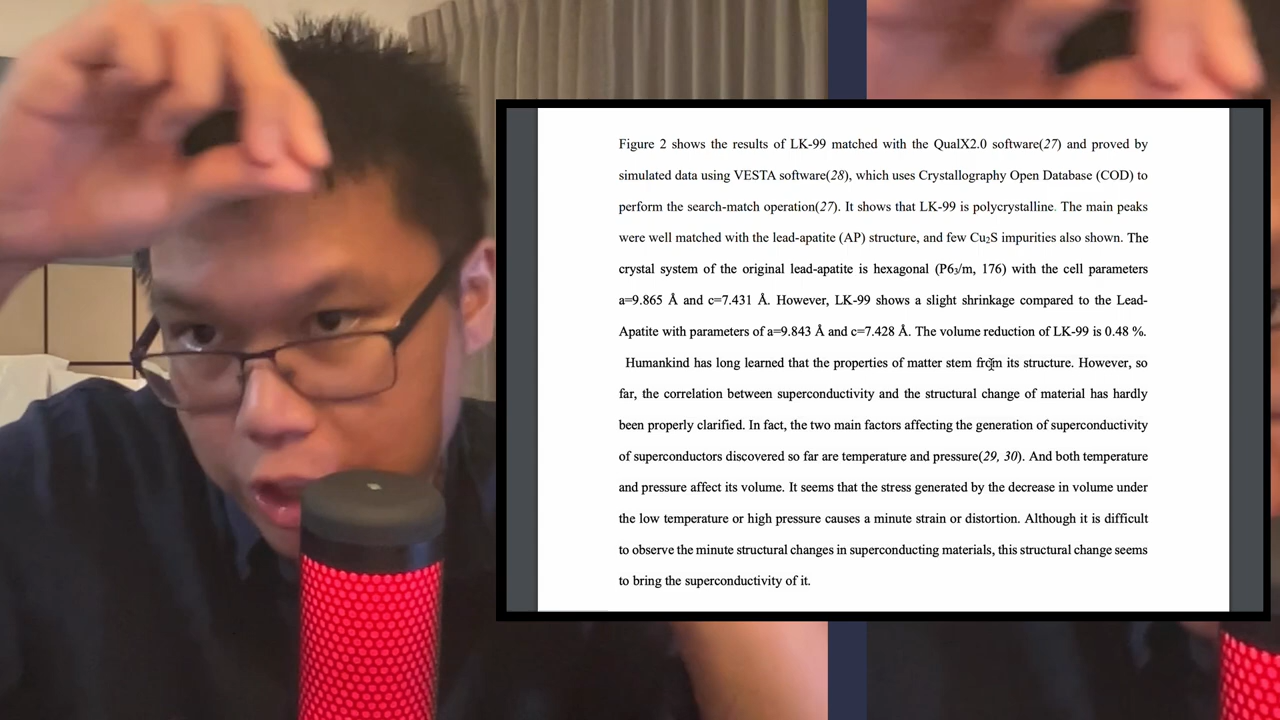 Figure 2 shows the results of LK-99 matched with the QualX2.0 software(27) and proved by
simulated data using VESTA software(28), which uses Crystallography Open Database (COD) to
perform the search-match operation(27). It shows that LK-99 is polycrystalline. The main peaks
were well matched with the lead-apatite (AP) structure, and few Cu₂S impurities also shown. The
crystal system of the original lead-apatite is hexagonal (P6₃/m, 176) with the cell parameters
a=9.865 Å and c=7.431 Å. However, LK-99 shows a slight shrinkage compared to the Lead-
Apatite with parameters of a=9.843 Å and c=7.428 Å. The volume reduction of LK-99 is 0.48 %.
Humankind has long learned that the properties of matter stem from its structure. However, so
far, the correlation between superconductivity and the structural change of material has hardly
been properly clarified. In fact, the two main factors affecting the generation of superconductivity
of superconductors discovered so far are temperature and pressure(29, 30). And both temperature
and pressure affect its volume. It seems that the stress generated by the decrease in volume under
the low temperature or high pressure causes a minute strain or distortion. Although it is difficult
to observe the minute structural changes in superconducting materials, this structural change seems
to bring the superconductivity of it.